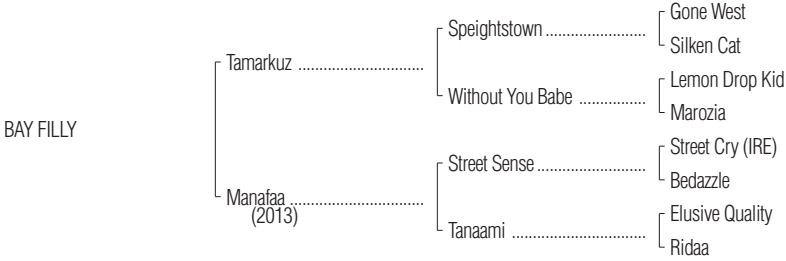 Gone West
Speightstown ........................
Silken Cat
Tamarkuz ..............................
Lemon Drop Kid
Without You Babe ................
Marozia
BAY FILLY
Street Cry (IRE)
Street Sense ..........................
Bedazzle
Manafaa ................................
(2013)
Elusive Quality
Tanaami ................................
Ridaa